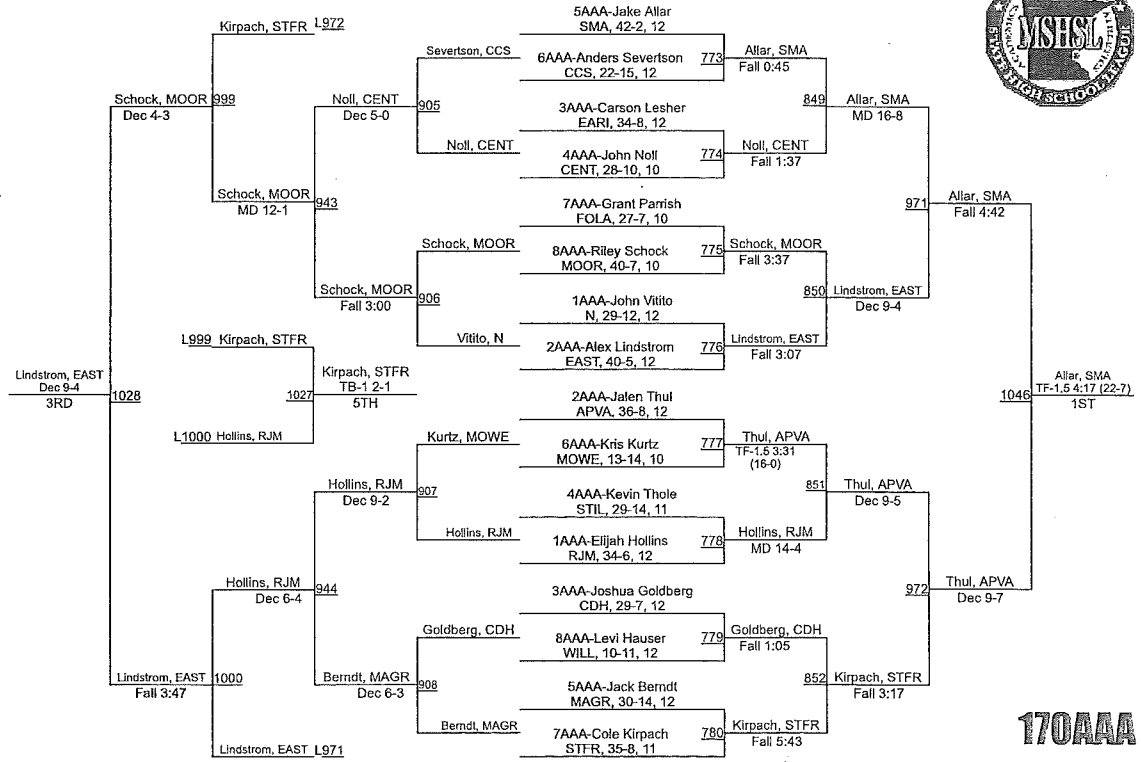 Kirpach, STFR L972
Schock, MOOR 999
Dec 4-3
Schock, MOOR
MD 12-1
943
Noll, CENT
Dec 5-0
905
Severtson, CCS
Noll, CENT
Schock, MOOR
Fall 3:00
906
Schock, MOOR
Vitito, N
L999 Kirpach, STFR
1027
L1000 Hollins, RJM
Kirpach, STFR
TB-1 2-1
5TH
Lindstrom, EAST
Dec 9-4
3RD
1028
Kurtz, MOWE
Hollins, RJM
Dec 9-2
907
Hollins, RJM
Hollins, RJM
Dec 6-4
944
Goldberg, CDH
Berndt, MAGR
Dec 6-3
908
Berndt, MAGR
Lindstrom, EAST 1000
Fall 3:47
Lindstrom, EAST L971
5AAA-Jake Allar
SMA, 42-2, 12
6AAA-Anders Severtson
CCS, 22-15, 12
773
3AAA-Carson Lesher
EARI, 34-8, 12
4AAA-John Noll
CENT, 28-10, 10
774
7AAA-Grant Parrish
FOLA, 27-7, 10
8AAA-Riley Schock
MOOR, 40-7, 10
775
1AAA-John Vitito
N, 29-12, 12
2AAA-Alex Lindstrom
EAST, 40-5, 12
776
2AAA-Jalen Thul
APVA, 36-8, 12
6AAA-Kris Kurtz
MOWE, 13-14, 10
777
4AAA-Kevin Thole
STIL, 29-14, 11
1AAA-Elijah Hollins
RJM, 34-6, 12
778
3AAA-Joshua Goldberg
CDH, 29-7, 12
8AAA-Levi Hauser
WILL, 10-11, 12
779
5AAA-Jack Berndt
MAGR, 30-14, 12
7AAA-Cole Kirpach
STFR, 35-8, 11
780
Allar, SMA
Fall 0:45
Noll, CENT
Fall 1:37
849
Allar, SMA
MD 16-8
Schock, MOOR
Fall 3:37
Lindstrom, EAST
Fall 3:07
850
Lindstrom, EAST
Dec 9-4
971
Allar, SMA
Fall 4:42
Thul, APVA
TF-1.5 3:31
(16-0)
Hollins, RJM
MD 14-4
851
Thul, APVA
Dec 9-5
Goldberg, CDH
Fall 1:05
Kirpach, STFR
Fall 5:43
852
Kirpach, STFR
Fall 3:17
972
Thul, APVA
Dec 9-7
1046
Allar, SMA
TF-1.5 4:17 (22-7)
1ST
MSHSL
STATE HIGH SCHOOL LEAGUE
170AAA